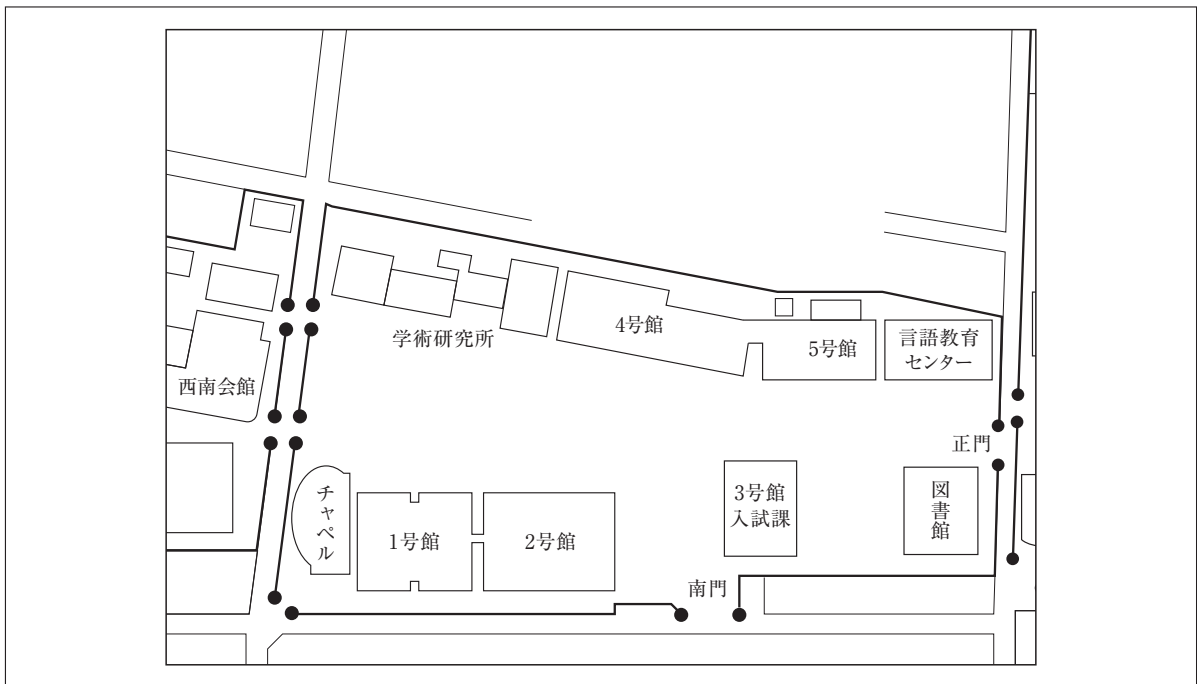 学術研究所
4号館
5号館
言語教育
センター
西南会館
正門
チャペル
1号館
2号館
3号館
入試課
図書館
南門